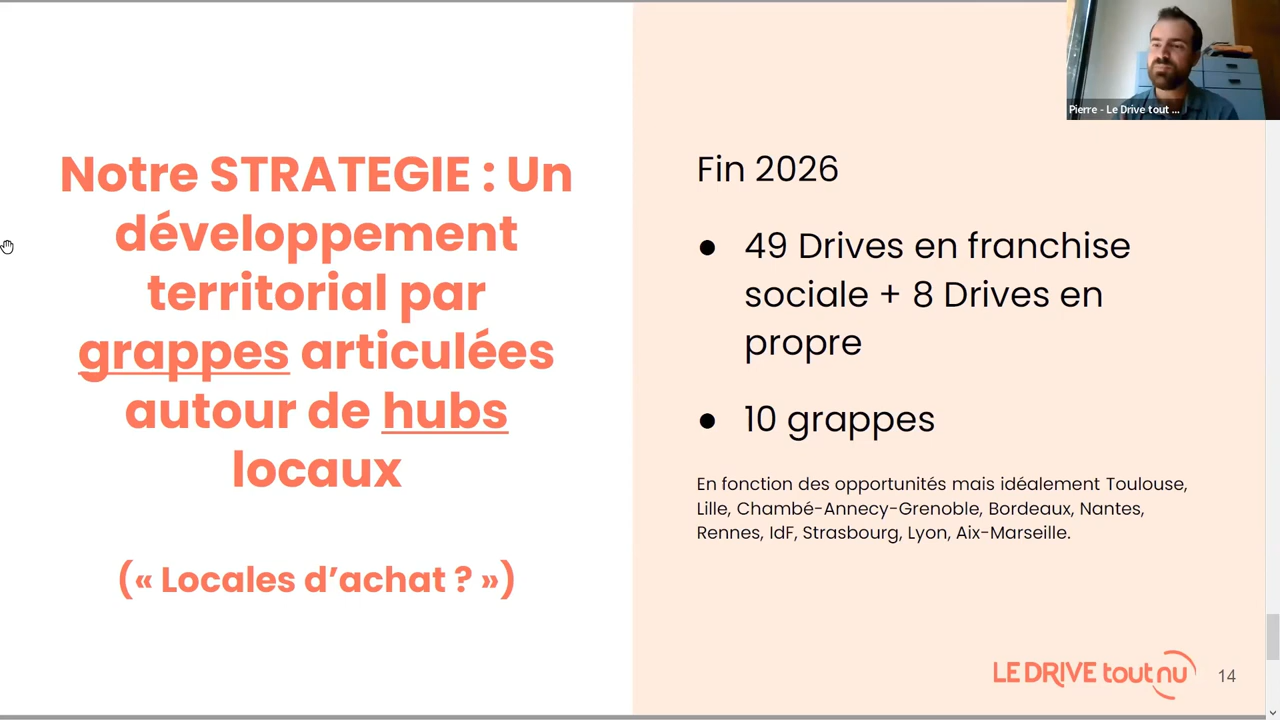 Notre STRATEGIE : Un
développement
territorial par
grappes articulées
autour de hubs
locaux
(« Locales d’achat ? »)
Pierre - Le Drive tout ...
Fin 2026
● 49 Drives en franchise
sociale + 8 Drives en
propre
● 10 grappes
En fonction des opportunités mais idéalement Toulouse,
Lille, Chambé-Annecy-Grenoble, Bordeaux, Nantes,
Rennes, IdF, Strasbourg, Lyon, Aix-Marseille.
LE DRIVE tout nu
14